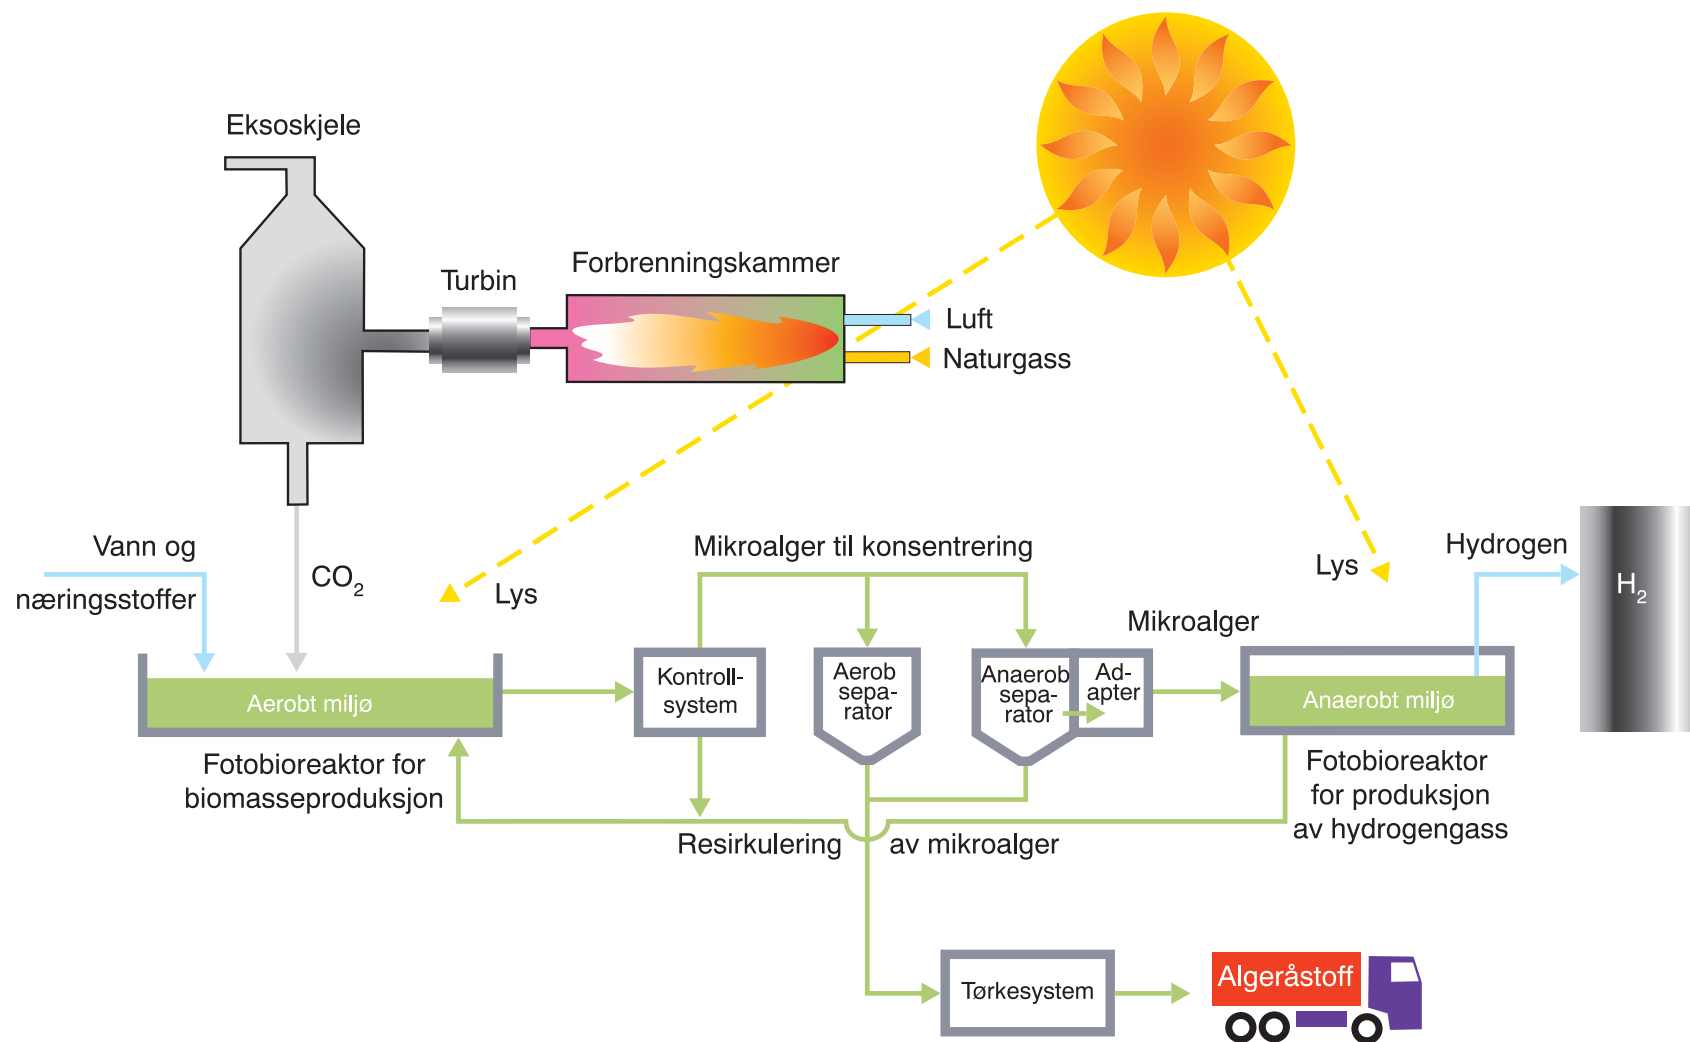 Eksoskjele
Turbin
Forbrenningskammer
Luft
Naturgass
Vann og
næringsstoffer
CO₂
Lys
Mikroalger til konsentrering
Lys
Hydrogen
H₂
Mikroalger
Aerobt miljø
Kontroll-
system
Aerob
sepa-
rator
Anaerob
sepa-
rator
Ad-
apter
Anaerobt miljø
Fotobioreaktor for
biomasseproduksjon
Fotobioreaktor
for produksjon
av hydrogengass
Resirkulering av mikroalger
Tørkesystem
Algeråstoff